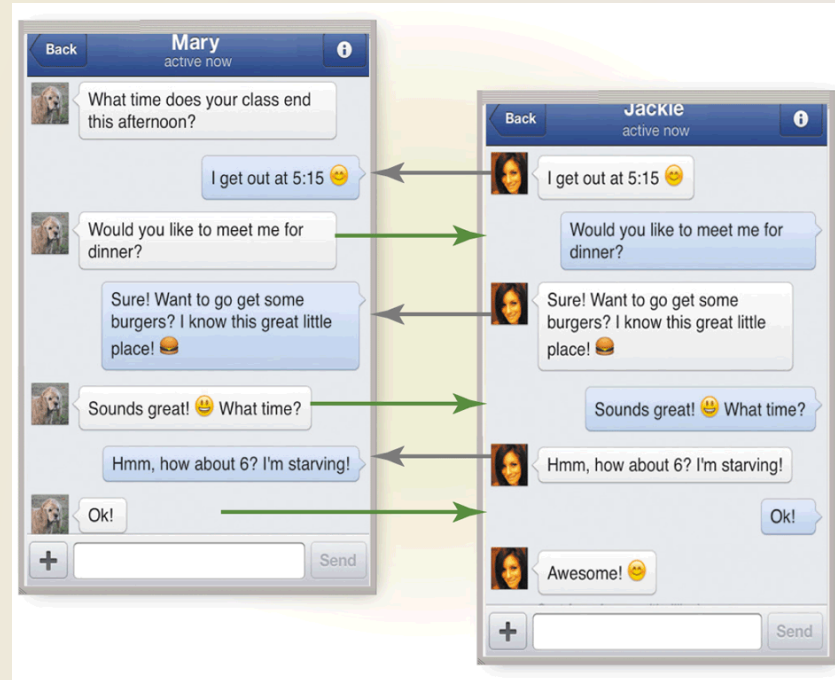 Back
Mary
active now
What time does your class end
this afternoon?
I get out at 5:15 😊
Would you like to meet me for
dinner?
Sure! Want to go get some
burgers? I know this great little
place! 🍔
Sounds great! 😃 What time?
Hmm, how about 6? I'm starving!
Ok!
Send
Back
Jackie
active now
I get out at 5:15 😊
Would you like to meet me for
dinner?
Sure! Want to go get some
burgers? I know this great little
place! 🍔
Sounds great! 😃 What time?
Hmm, how about 6? I'm starving!
Ok!
Awesome! 😊
Send